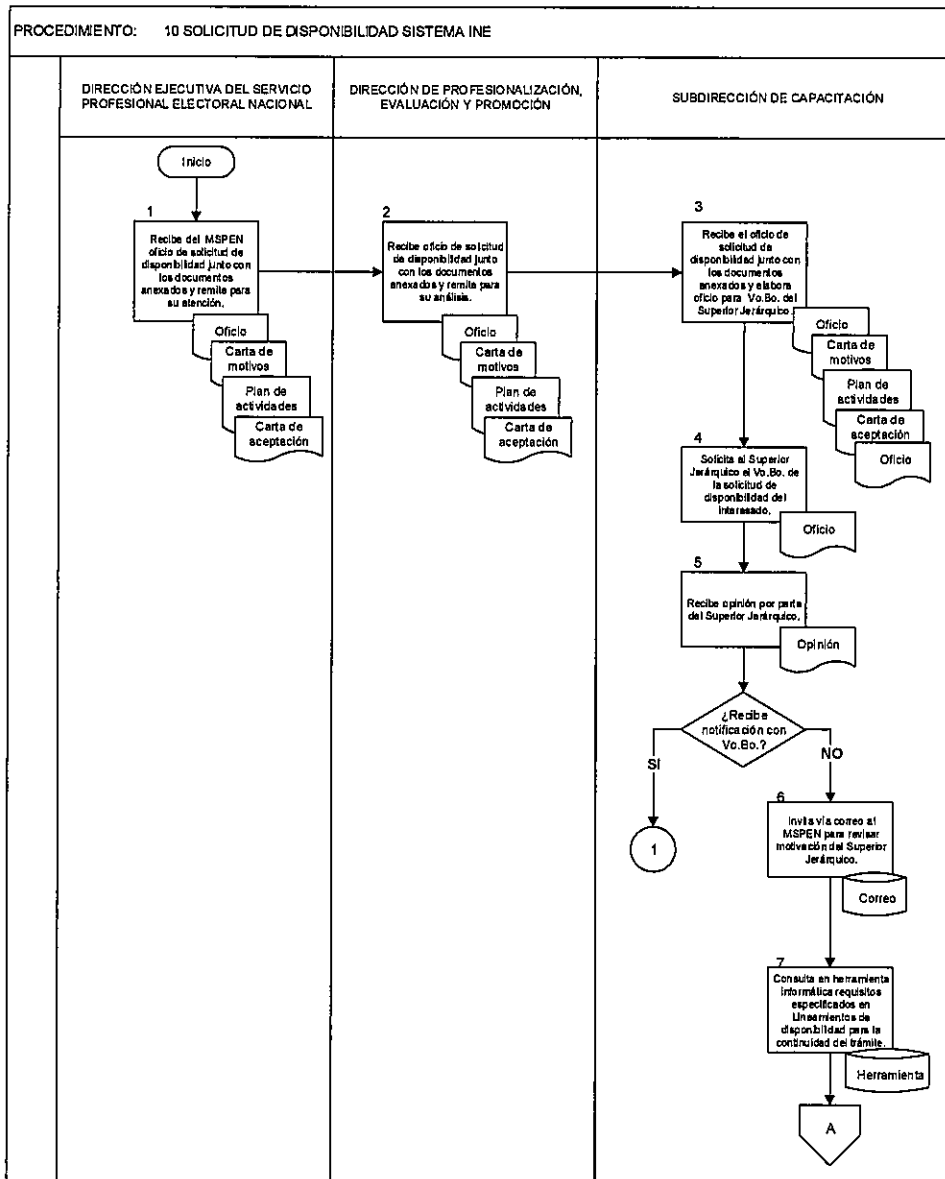 PROCEDIMIENTO: 10 SOLICITUD DE DISPONIBILIDAD SISTEMA INE
DIRECCIÓN EJECUTIVA DEL SERVICIO
PROFESIONAL ELECTORAL NACIONAL
DIRECCIÓN DE PROFESIONALIZACIÓN,
EVALUACIÓN Y PROMOCIÓN
SUBDIRECCIÓN DE CAPACITACIÓN
Inicio
1
Recibe del MSPEN
oficio de solicitud de
disponibilidad junto con
los documentos
anexados y remite para
su atención.
Oficio
Carta de
motivos
Plan de
actividades
Carta de
aceptación
2
Recibe oficio de solicitud
de disponibilidad junto
con los documentos
anexados y remite para
su análisis.
Oficio
Carta de
motivos
Plan de
actividades
Carta de
aceptación
3
Recibe el oficio de
solicitud de
disponibilidad junto con
los documentos
anexados y elabora
oficio para Vo.Bo. del
Superior Jerárquico
Oficio
Carta de
motivos
Plan de
actividades
Carta de
aceptación
Oficio
4
Solicita al Superior
Jerárquico el Vo.Bo. de
la solicitud de
disponibilidad del
interesado.
Oficio
5
Recibe opinión por parte
del Superior Jerárquico.
Opinión
¿Recibe
notificación con
Vo.Bo.?
SI
NO
1
6
Invita vía correo al
MSPEN para revisar
motivación del Superior
Jerárquico.
Correo
7
Consulta en herramienta
informática requisitos
especificados en
Lineamientos de
disponibilidad para la
continuidad del trámite.
Herramienta
A